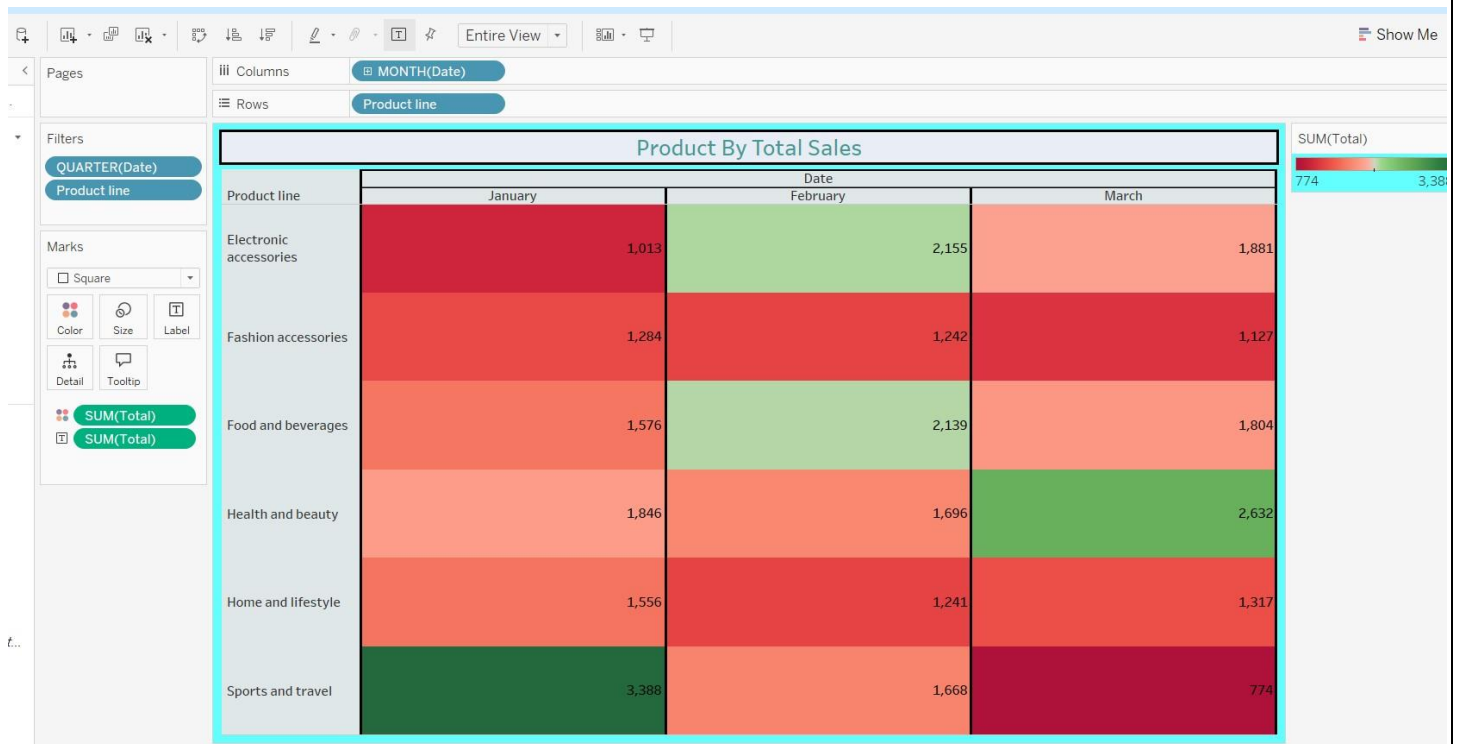 Entire View
Show Me
Pages
iii Columns
MONTH(Date)
Rows
Product line
Filters
QUARTER(Date)
Product line
Marks
Square
Color
Size
Label
Detail
Tooltip
SUM(Total)
SUM(Total)
Product By Total Sales
Product line
Date
January
February
March
Electronic accessories
1,013
2,155
1,881
Fashion accessories
1,284
1,242
1,127
Food and beverages
1,576
2,139
1,804
Health and beauty
1,846
1,696
2,632
Home and lifestyle
1,556
1,241
1,317
Sports and travel
3,388
1,668
774
SUM(Total)
774
3,38
t...